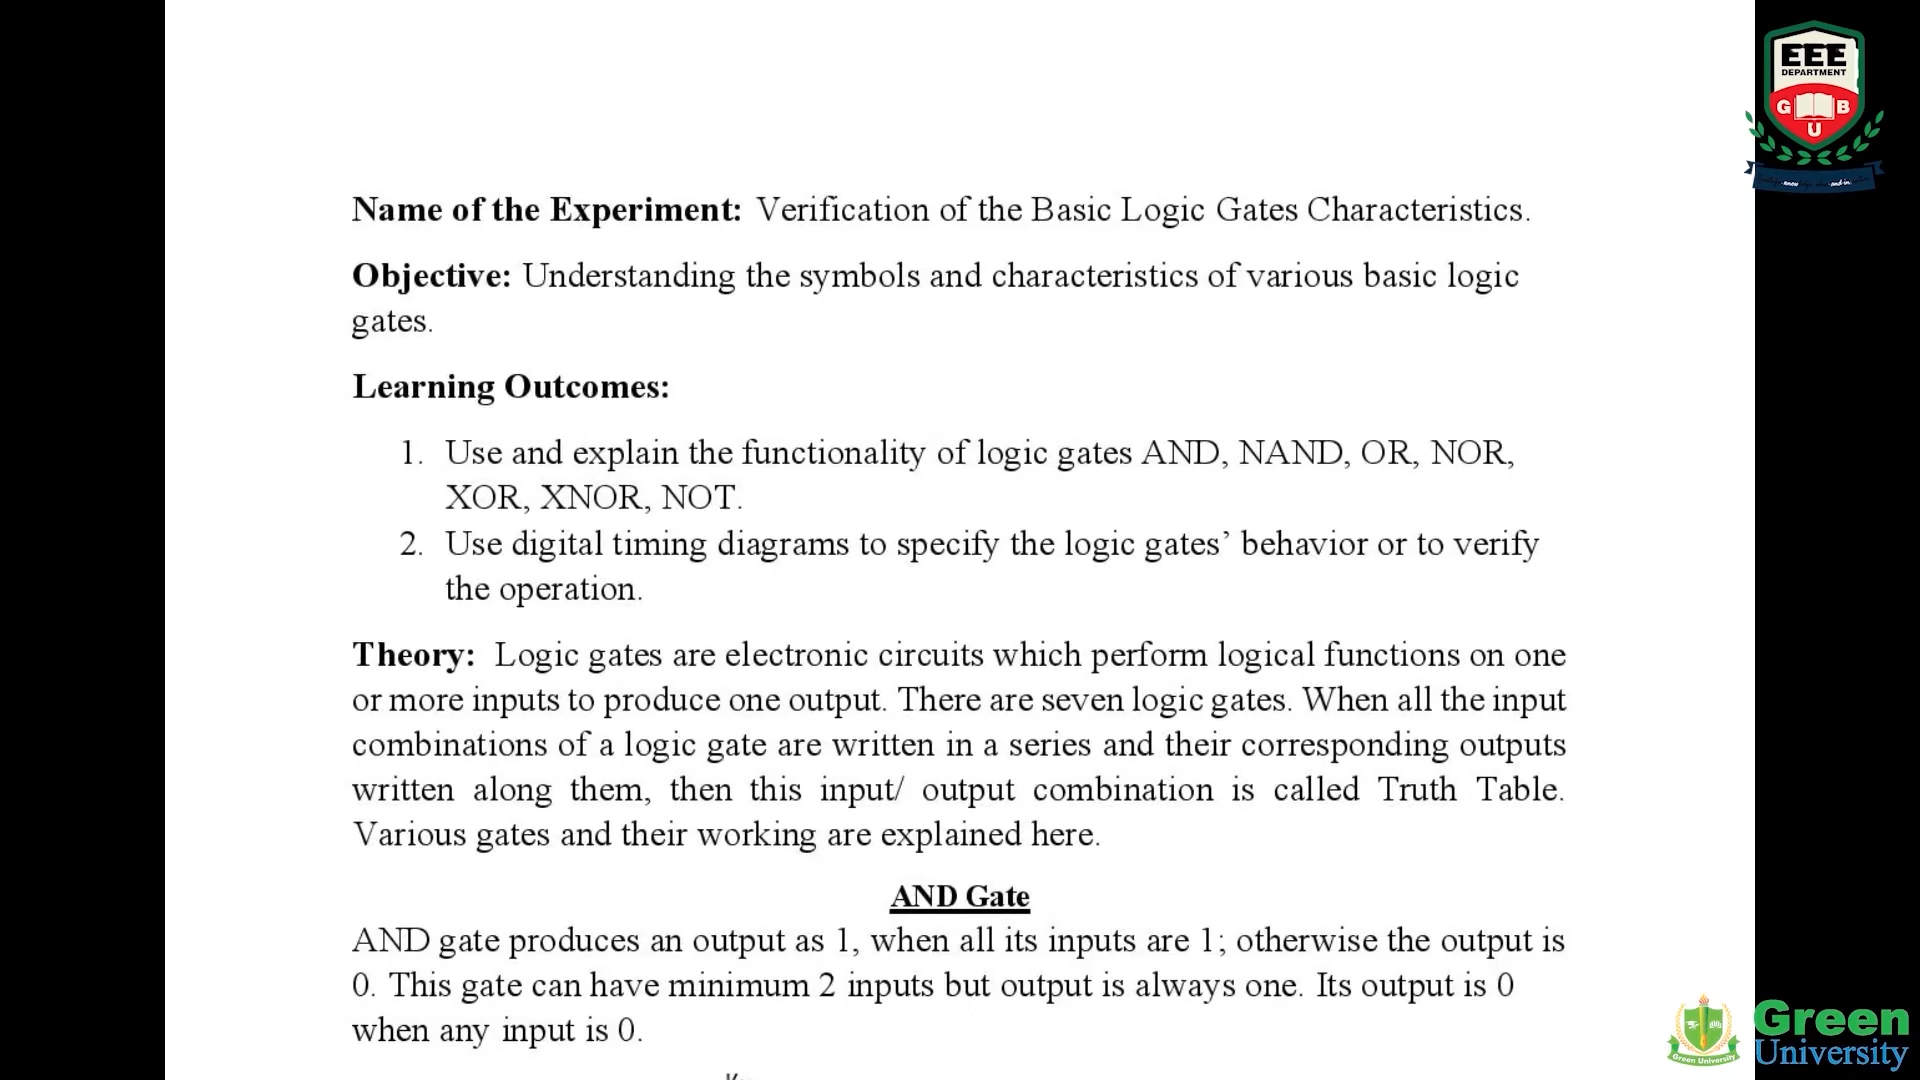 EEE
DEPARTMENT
G B
U
Name of the Experiment: Verification of the Basic Logic Gates Characteristics.
Objective: Understanding the symbols and characteristics of various basic logic
gates.
Learning Outcomes:
1. Use and explain the functionality of logic gates AND, NAND, OR, NOR,
XOR, XNOR, NOT.
2. Use digital timing diagrams to specify the logic gates’ behavior or to verify
the operation.
Theory: Logic gates are electronic circuits which perform logical functions on one
or more inputs to produce one output. There are seven logic gates. When all the input
combinations of a logic gate are written in a series and their corresponding outputs
written along them, then this input/ output combination is called Truth Table.
Various gates and their working are explained here.
AND Gate
AND gate produces an output as 1, when all its inputs are 1; otherwise the output is
0. This gate can have minimum 2 inputs but output is always one. Its output is 0
when any input is 0.
Green University
Green
University